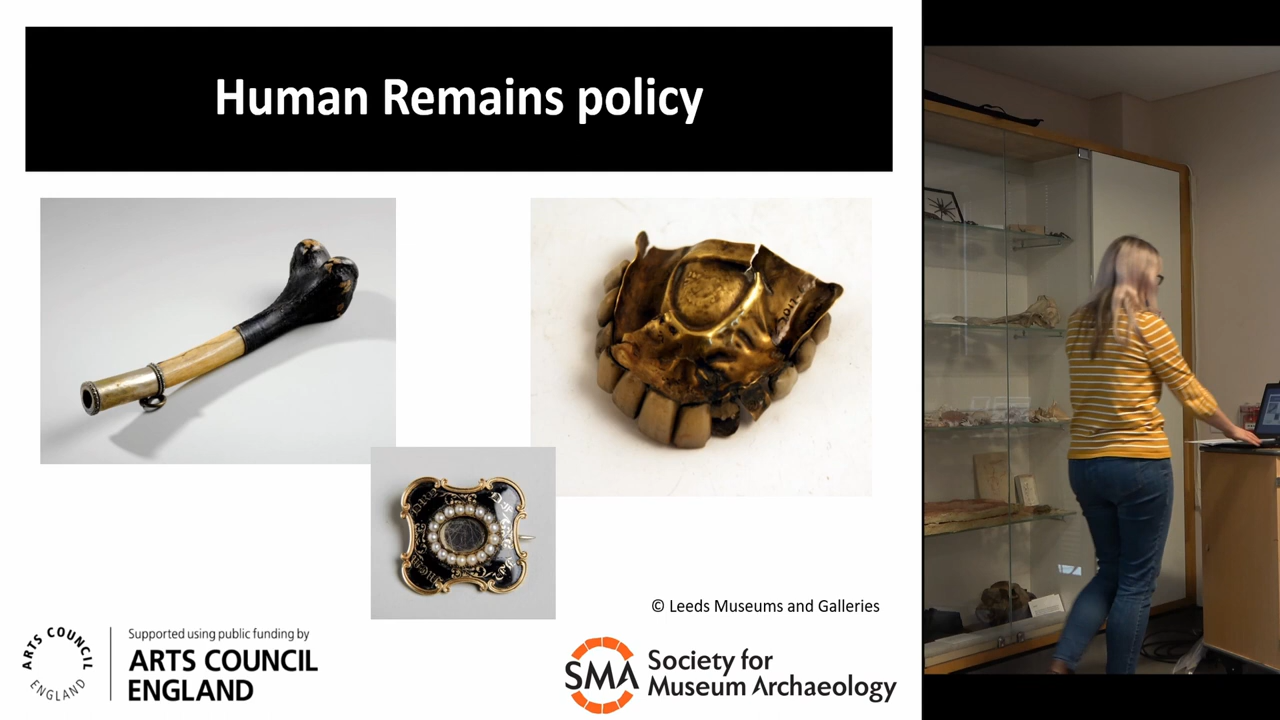 Human Remains policy
© Leeds Museums and Galleries
ARTS COUNCIL
ENGLAND
Supported using public funding by
ARTS COUNCIL
ENGLAND
SMA
Society for
Museum Archaeology